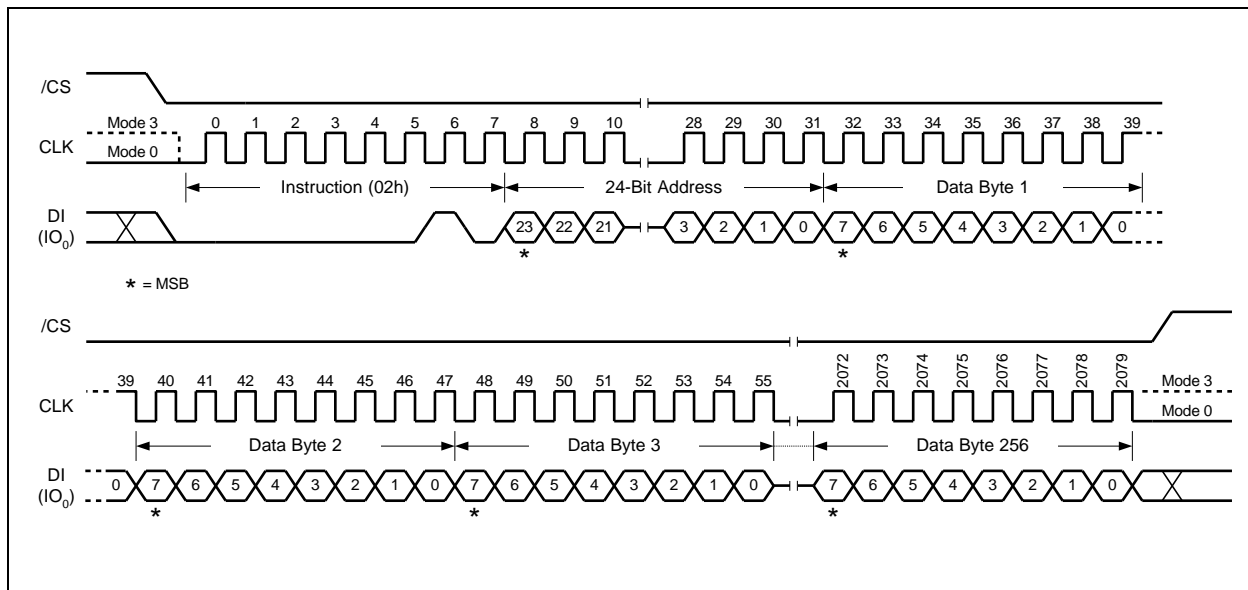 /CS
Mode 3
0 1 2 3 4 5 6 7 8 9 10 28 29 30 31 32 33 34 35 36 37 38 39
CLK
Mode 0
Instruction (02h) 24-Bit Address Data Byte 1
DI
(IO0)
23 22 21 3 2 1 0 7 6 5 4 3 2 1 0
* *
* = MSB
/CS
39 40 41 42 43 44 45 46 47 48 49 50 51 52 53 54 55 2072 2073 2074 2075 2076 2077 2078 2079
Mode 3
CLK
Mode 0
Data Byte 2 Data Byte 3 Data Byte 256
DI
(IO0)
0 7 6 5 4 3 2 1 0 7 6 5 4 3 2 1 0 7 6 5 4 3 2 1 0
* * *